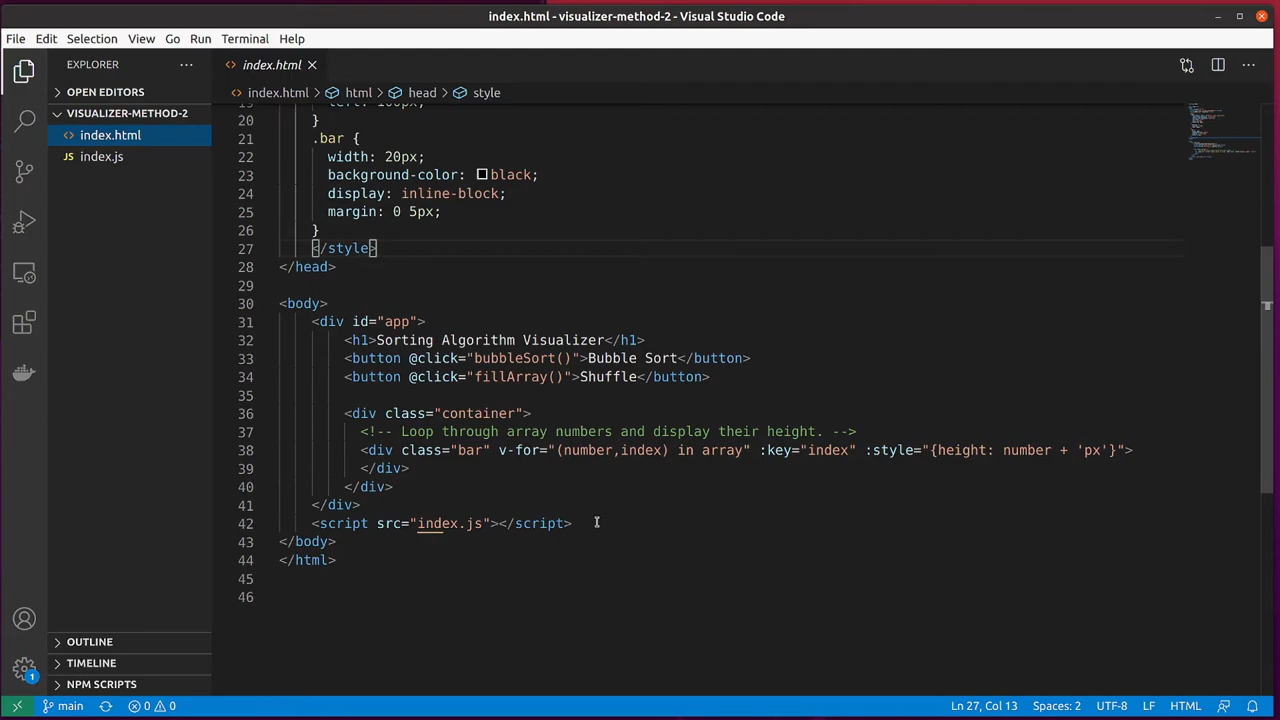 index.html - visualizer-method-2 - Visual Studio Code
File Edit Selection View Go Run Terminal Help
EXPLORER
OPEN EDITORS
VISUALIZER-METHOD-2
index.html
index.js
OUTLINE
TIMELINE
NPM SCRIPTS
1
index.html
index.html html head style
19 left: 100px;
20 }
21 .bar {
22 width: 20px;
23 background-color: black;
24 display: inline-block;
25 margin: 0 5px;
26 }
27 </style>
28 </head>
29
30 <body>
31 <div id="app">
32 <h1>Sorting Algorithm Visualizer</h1>
33 <button @click="bubbleSort()">Bubble Sort</button>
34 <button @click="fillArray()">Shuffle</button>
35
36 <div class="container">
37 <!-- Loop through array numbers and display their height. -->
38 <div class="bar" v-for="(number,index) in array" :key="index" :style="{height: number + 'px'}">
39 </div>
40 </div>
41 </div>
42 <script src="index.js"></script>
43 </body>
44 </html>
45
46
main 0 0 Ln 27, Col 13 Spaces: 2 UTF-8 LF HTML